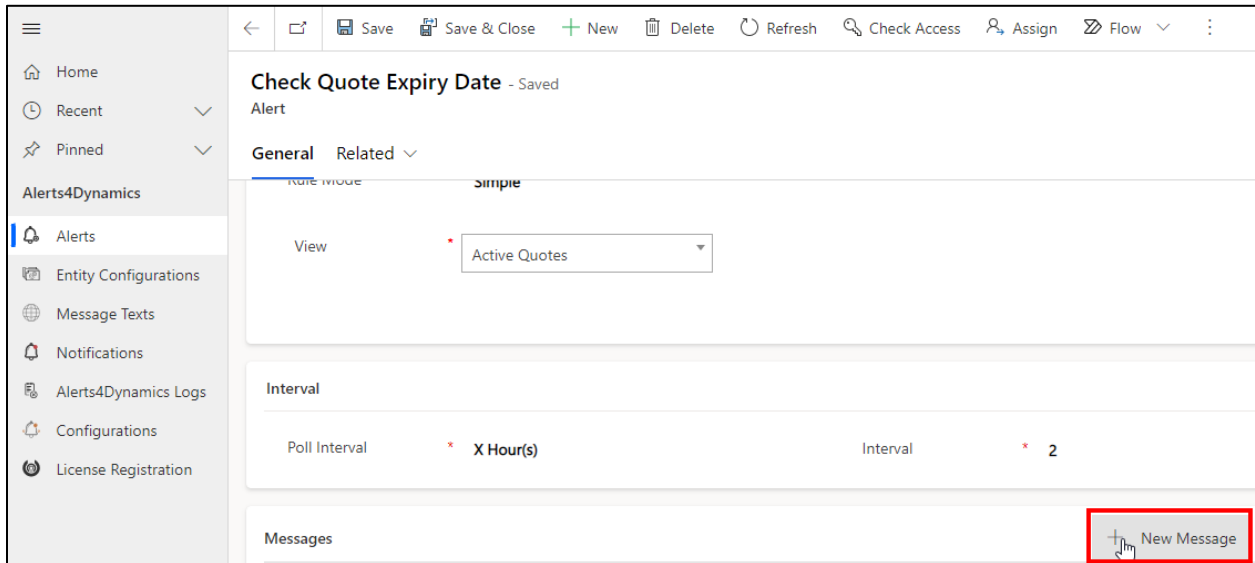 Save Save & Close New Delete Refresh Check Access Assign Flow
Home
Recent
Pinned
Alerts4Dynamics
Alerts
Entity Configurations
Message Texts
Notifications
Alerts4Dynamics Logs
Configurations
License Registration
Check Quote Expiry Date - Saved
Alert
General Related
Rule Mode Simple
View * Active Quotes
Interval
Poll Interval * X Hour(s) Interval * 2
Messages New Message